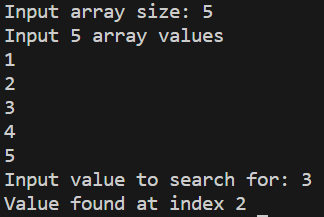 Input array size: 5
Input 5 array values
1
2
3
4
5
Input value to search for: 3
Value found at index 2